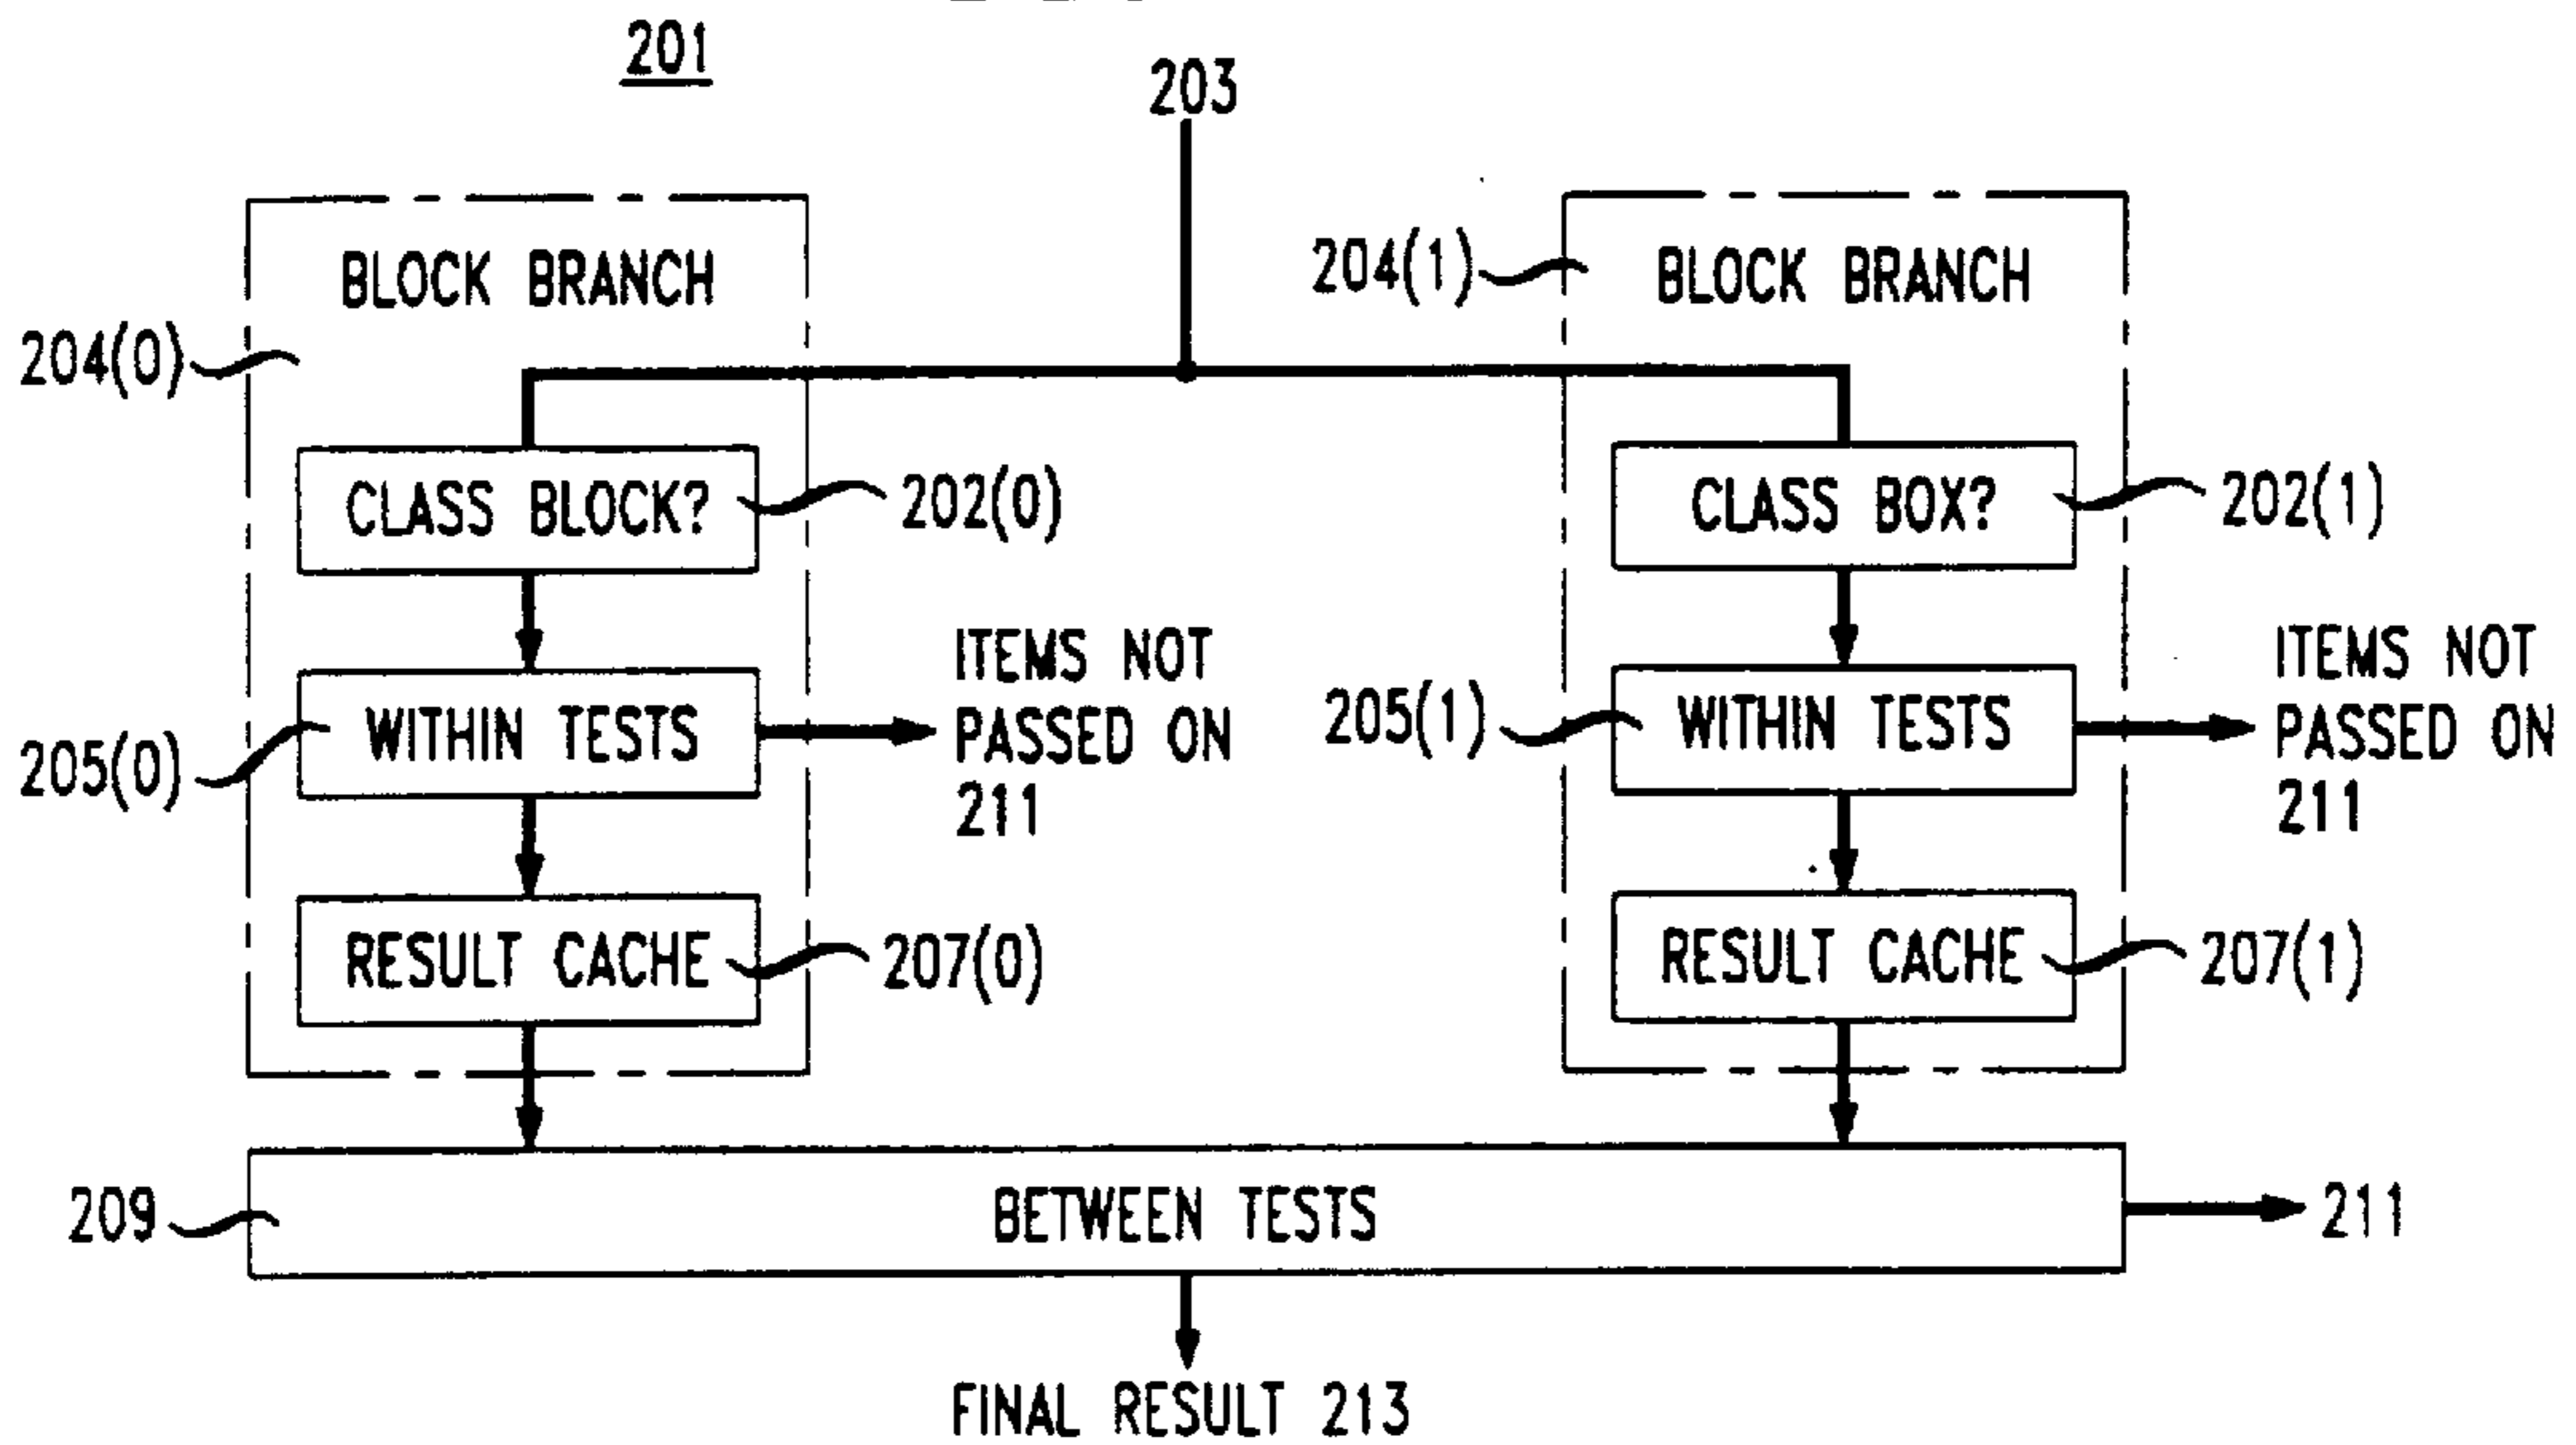 201
203
BLOCK BRANCH
204(0)
CLASS BLOCK?
202(0)
WITHIN TESTS
205(0)
ITEMS NOT
PASSED ON
211
RESULT CACHE
207(0)
204(1)
BLOCK BRANCH
CLASS BOX?
202(1)
205(1)
WITHIN TESTS
ITEMS NOT
PASSED ON
211
RESULT CACHE
207(1)
209
BETWEEN TESTS
211
FINAL RESULT 213